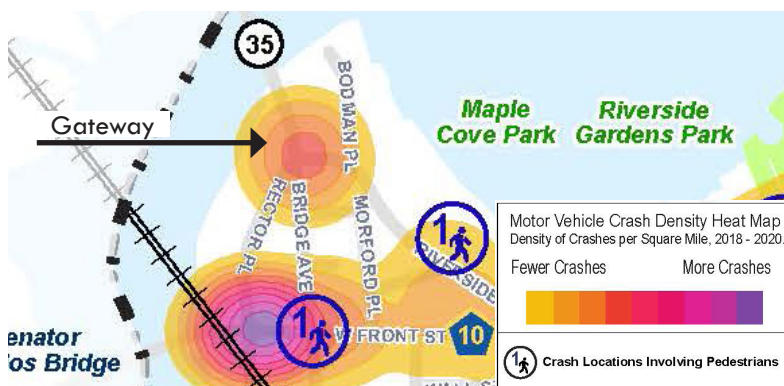 35
BODMAN PL
Gateway
Maple
Cove Park
Riverside
Gardens Park
RECTOR PL
BRIDGE AVE
MORFORD PL
1
RIVERSIDE
1
W FRONT ST
10
enator
os Bridge
Motor Vehicle Crash Density Heat Map
Density of Crashes per Square Mile, 2018 - 2020
Fewer Crashes
More Crashes
1
Crash Locations Involving Pedestrians